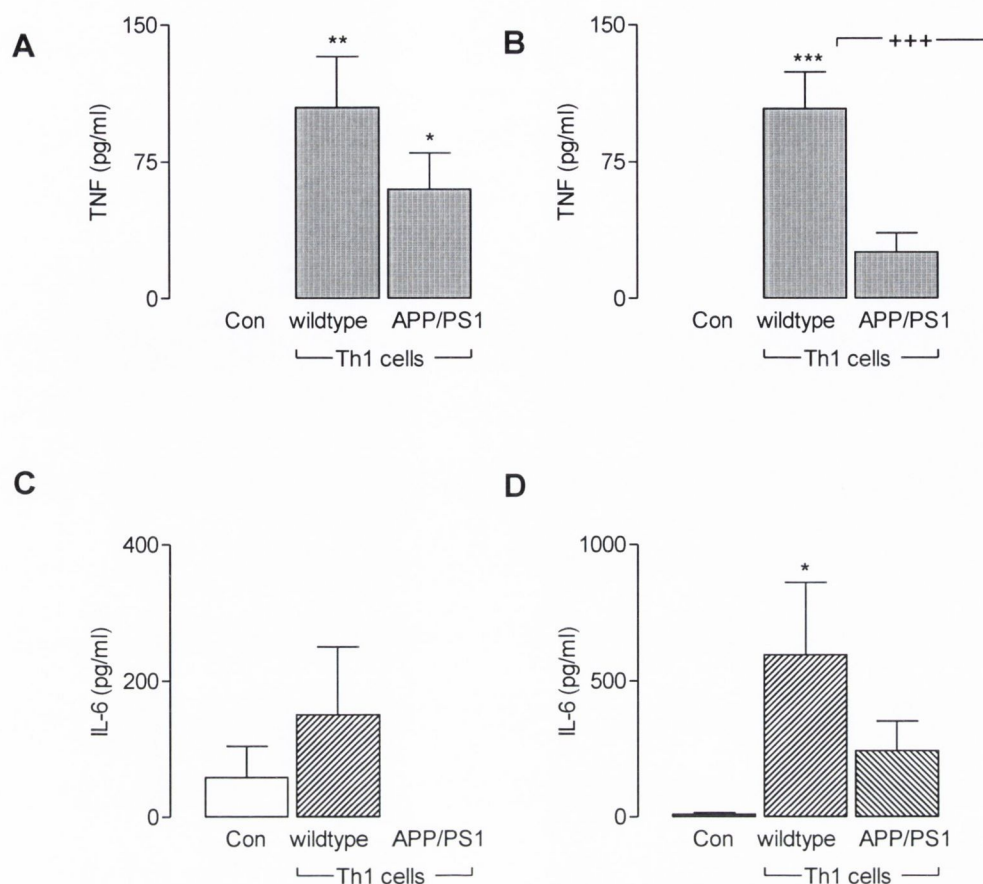 A
TNF (pg/ml)
150
75
0
**
*
Con wildtype APP/PS1
Th1 cells
B
TNF (pg/ml)
150
75
0
***
+++
Con wildtype APP/PS1
Th1 cells
C
IL-6 (pg/ml)
400
200
0
Con wildtype APP/PS1
Th1 cells
D
IL-6 (pg/ml)
1000
500
0
*
Con wildtype APP/PS1
Th1 cells